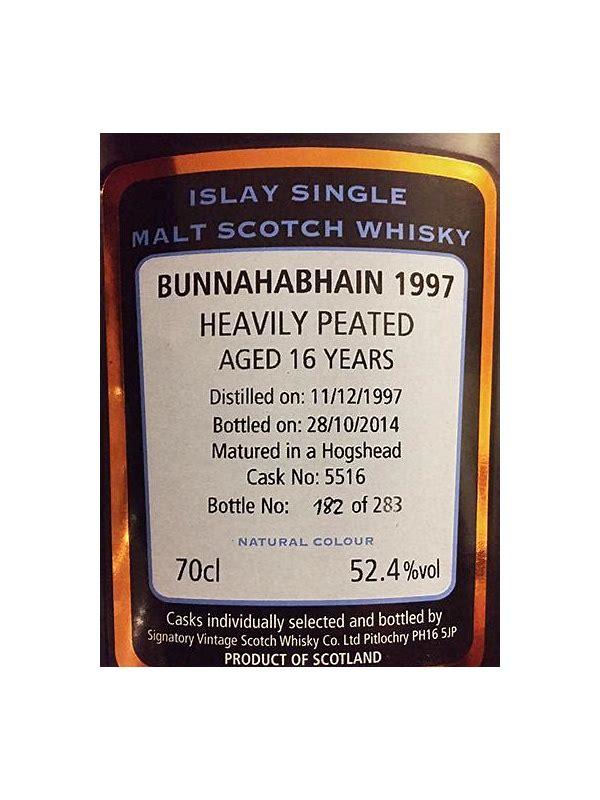 ISLAY SINGLE
MALT SCOTCH WHISKY
BUNNAHABHAIN 1997
HEAVILY PEATED
AGED 16 YEARS
Distilled on: 11/12/1997
Bottled on: 28/10/2014
Matured in a Hogshead
Cask No: 5516
Bottle No: 182 of 283
NATURAL COLOUR
70cl 52.4%vol
Casks individually selected and bottled by
Signatory Vintage Scotch Whisky Co. Ltd Pitlochry PH16 5JP
PRODUCT OF SCOTLAND